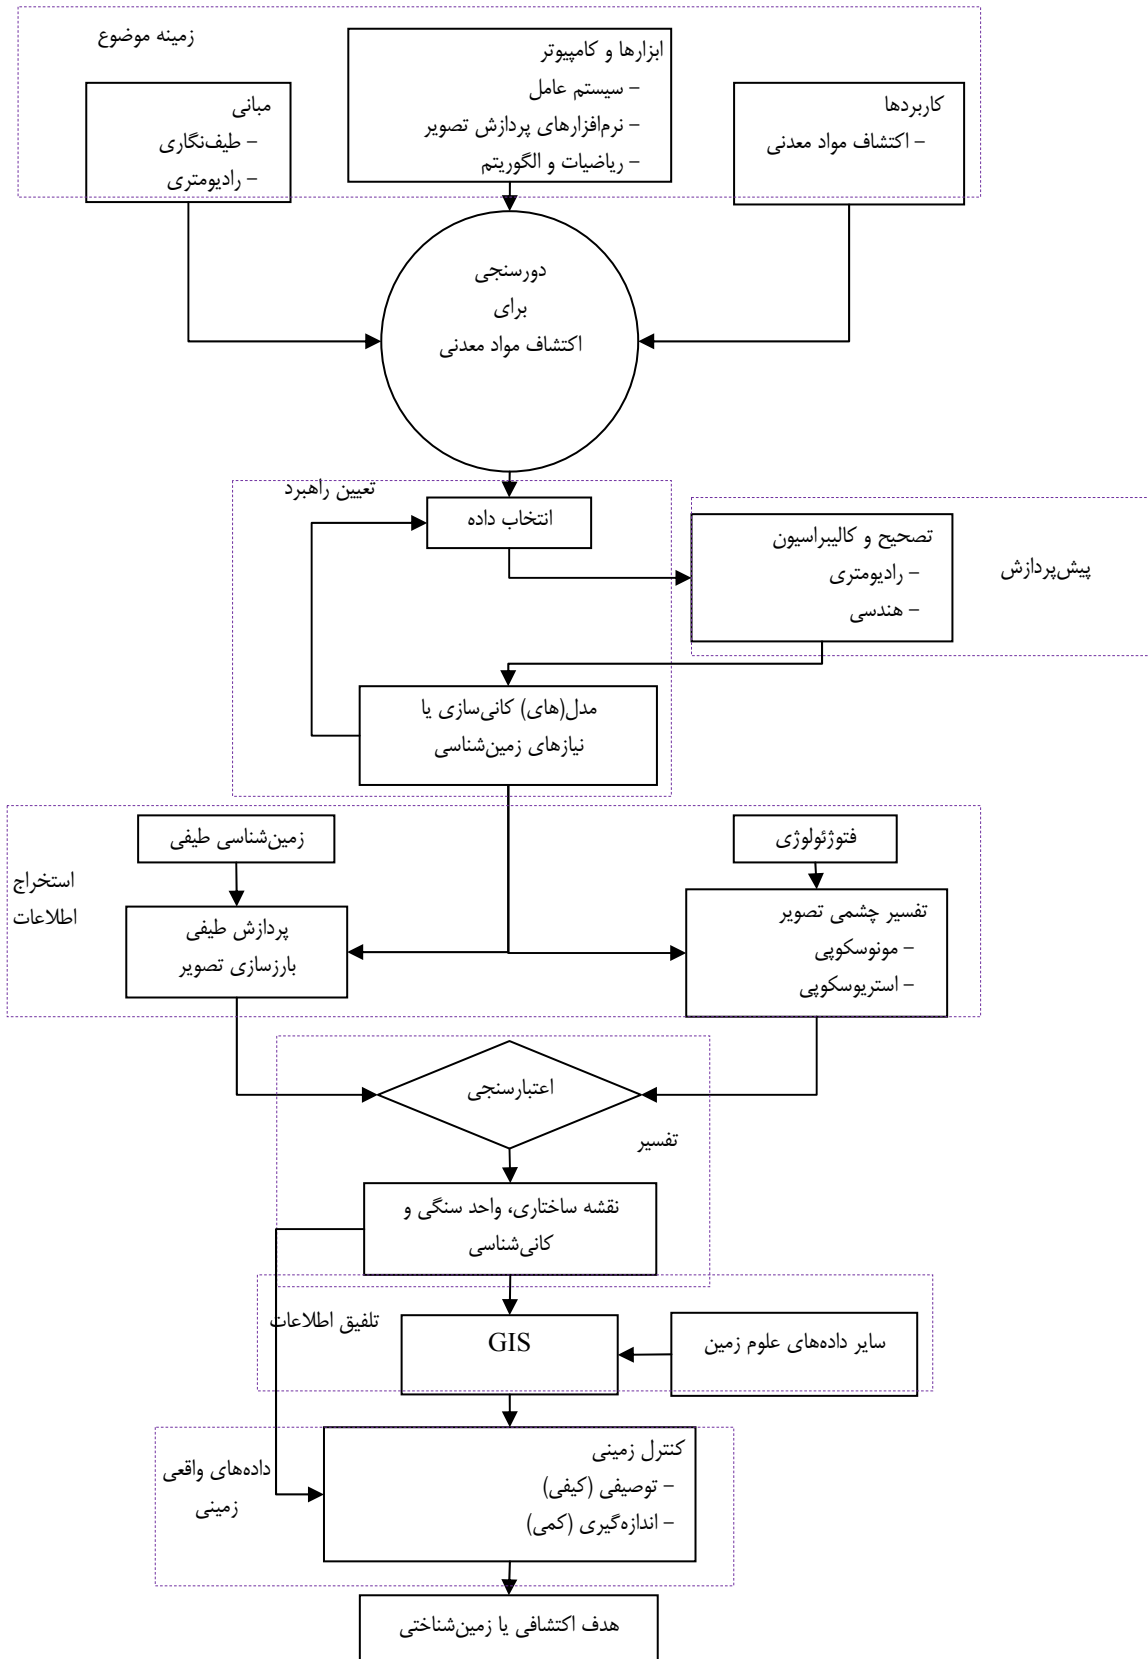 زمینه موضوع
ابزارها و کامپیوتر
– سیستم عامل
– نرم‌افزارهای پردازش تصویر
– ریاضیات و الگوریتم
کاربردها
– اکتشاف مواد معدنی
مبانی
– طیف‌نگاری
– رادیومتری
دورسنجی
برای
اکتشاف مواد معدنی
تعیین راهبرد
انتخاب داده
تصحیح و کالیبراسیون
– رادیومتری
– هندسی
پیش‌پردازش
مدل(های) کانی‌سازی یا
نیازهای زمین‌شناسی
فتوژئولوژی
زمین‌شناسی طیفی
استخراج
اطلاعات
تفسیر چشمی تصویر
– مونوسکوپی
– استریوسکوپی
پردازش طیفی
بارزسازی تصویر
اعتبارسنجی
تفسیر
نقشه ساختاری، واحد سنگی و
کانی‌شناسی
تلفیق اطلاعات
GIS
سایر داده‌های علوم زمین
کنترل زمینی
– توصیفی (کیفی)
– اندازه‌گیری (کمی)
داده‌های واقعی
زمینی
هدف اکتشافی یا زمین‌شناختی